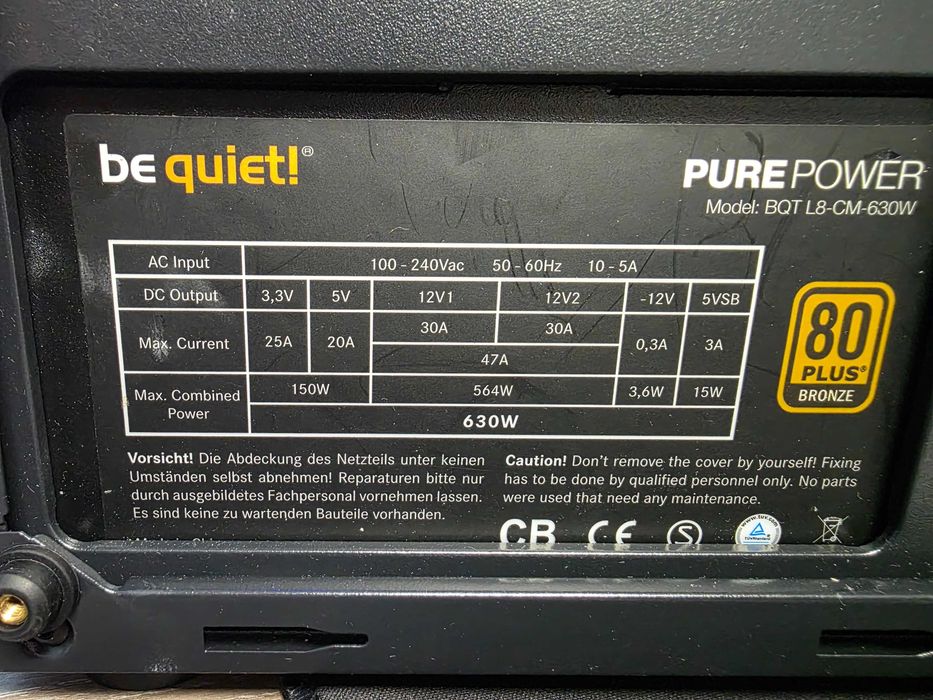 be quiet!®
PURE POWER
Model: BQT L8-CM-630W
AC Input 100 - 240Vac 50 - 60Hz 10 - 5A
DC Output 3,3V 5V 12V1 12V2 -12V 5VSB
Max. Current 25A 20A 30A 30A 0,3A 3A
47A
Max. Combined Power 150W 564W 3,6W 15W
630W
80
PLUS®
BRONZE
Vorsicht! Die Abdeckung des Netzteils unter keinen
Umständen selbst abnehmen! Reparaturen bitte nur
durch ausgebildetes Fachpersonal vornehmen lassen.
Es sind keine zu wartenden Bauteile vorhanden.
Caution! Don't remove the cover by yourself! Fixing
has to be done by qualified personnel only. No parts
were used that need any maintenance.
CB CE S
www.tuv.com